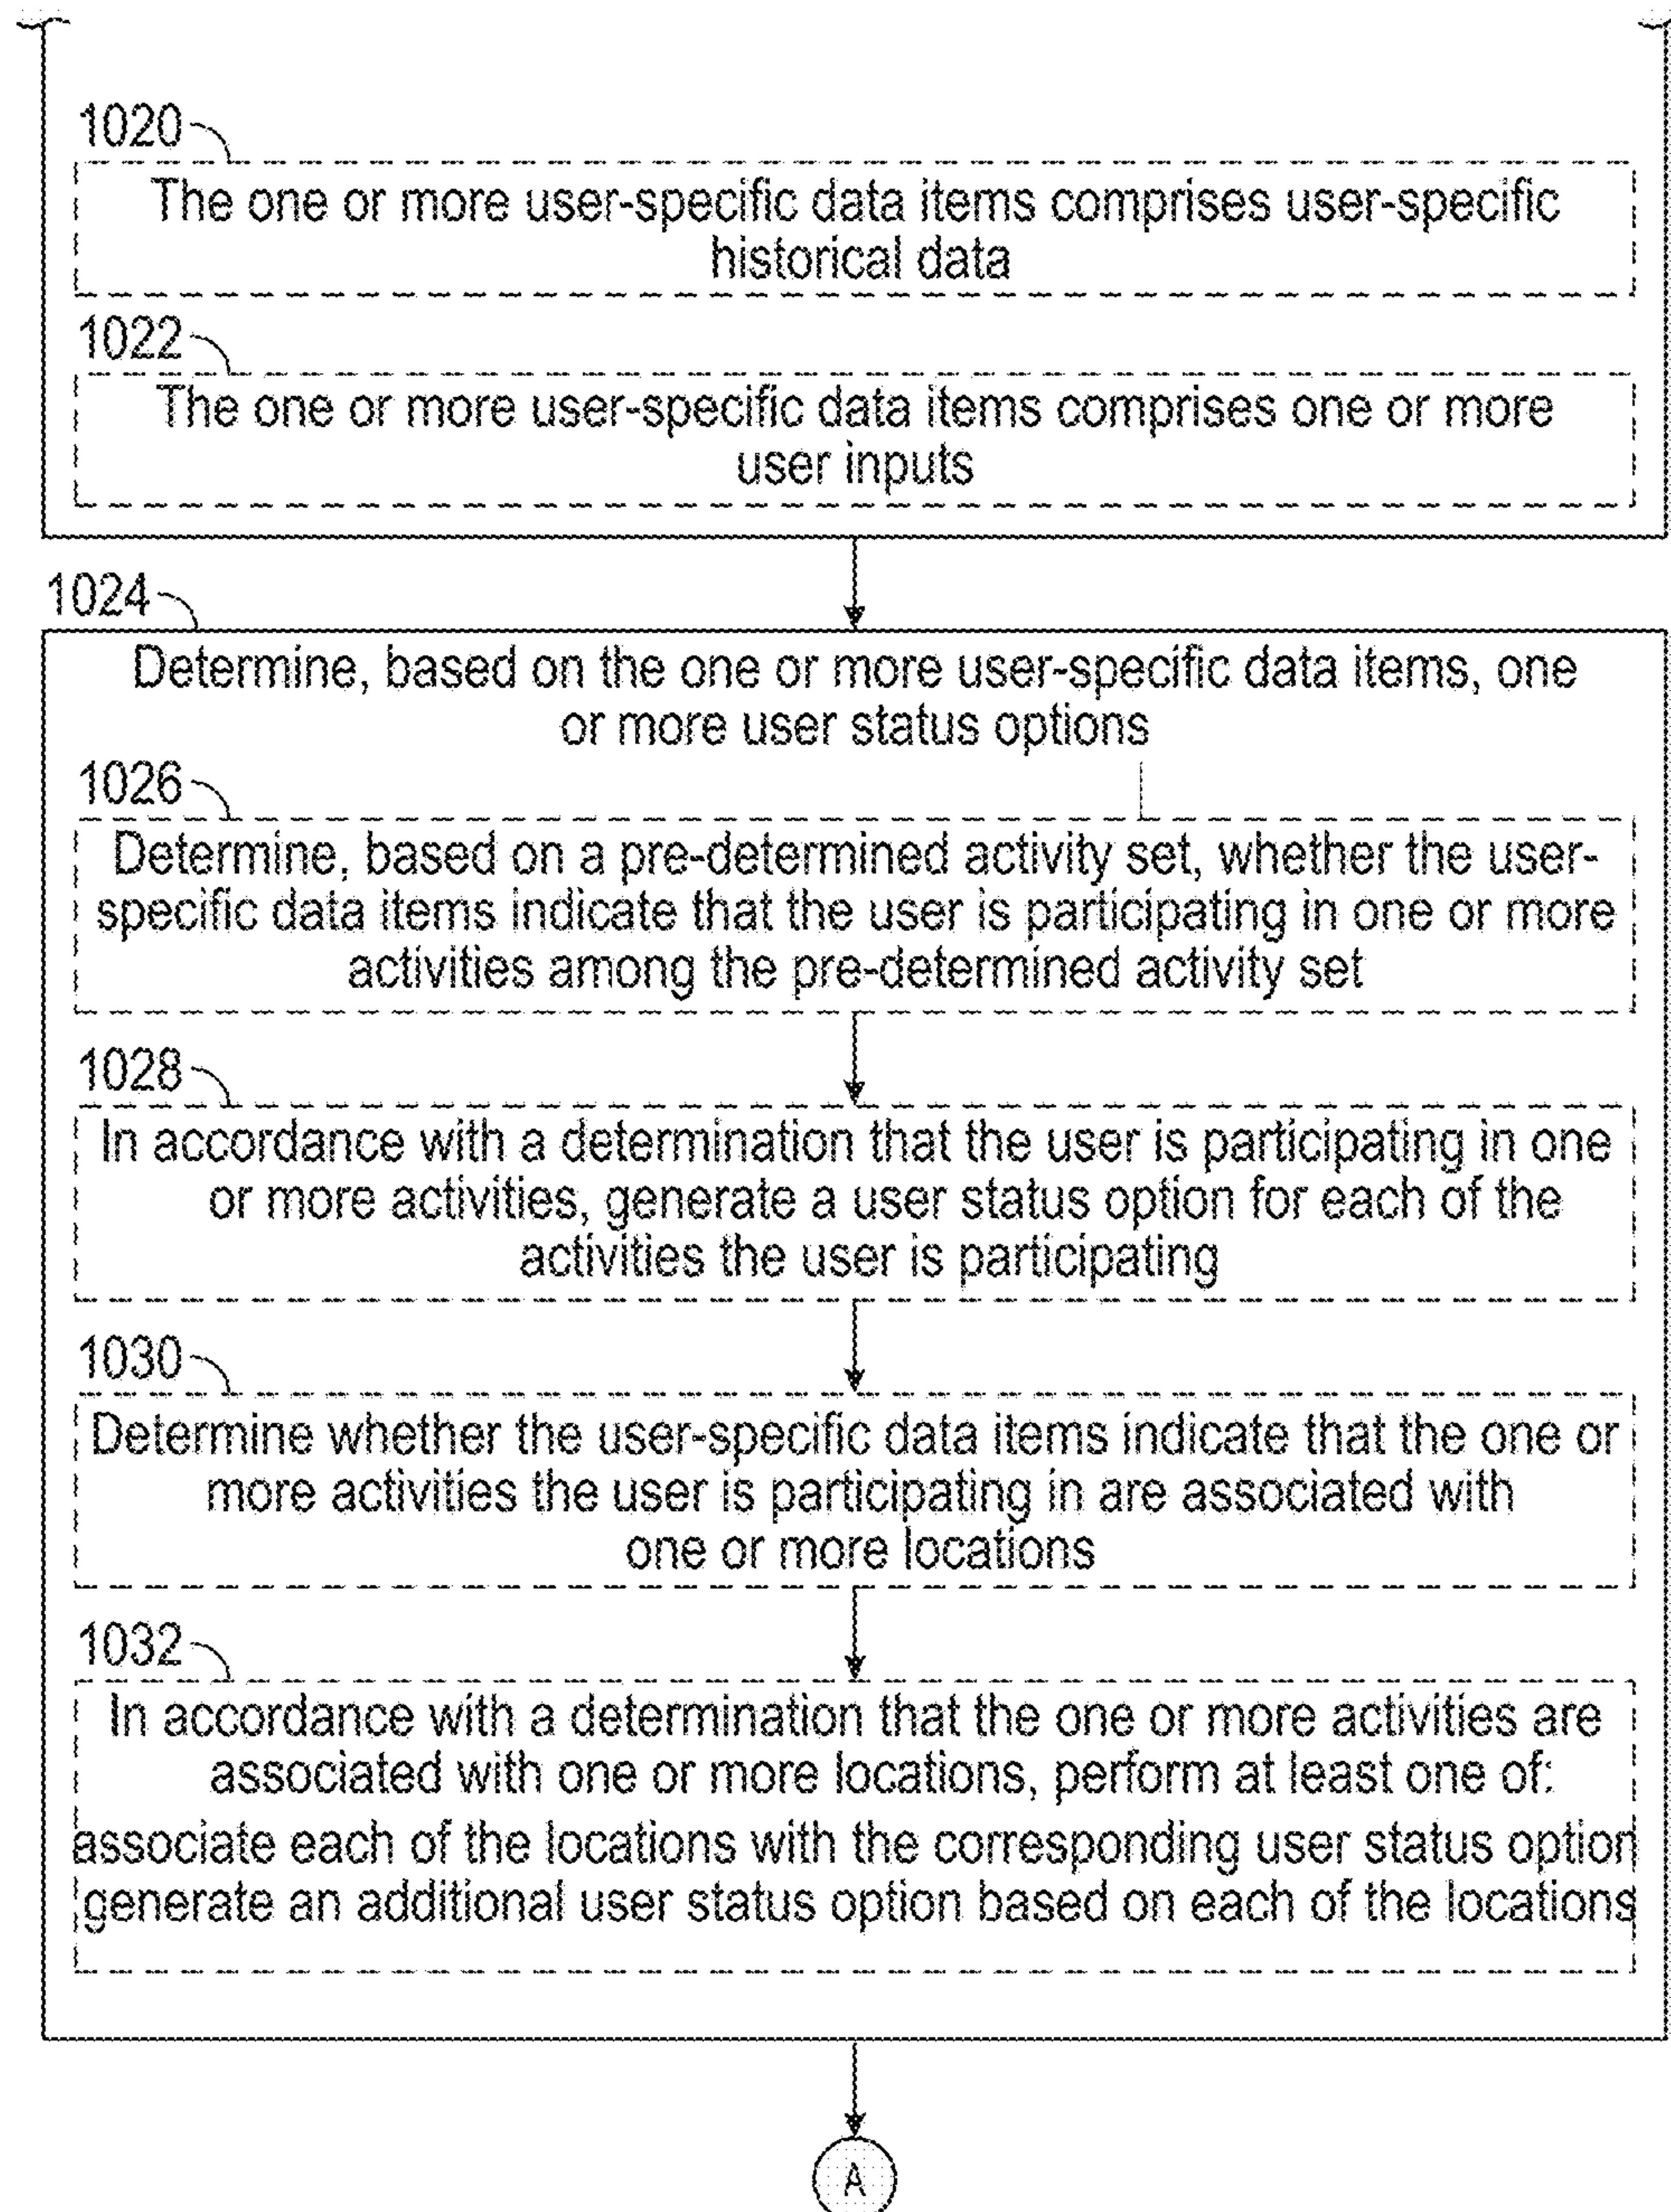 1020
The one or more user-specific data items comprises user-specific
historical data
1022
The one or more user-specific data items comprises one or more
user inputs
1024
Determine, based on the one or more user-specific data items, one
or more user status options
1026
Determine, based on a pre-determined activity set, whether the user-
specific data items indicate that the user is participating in one or more
activities among the pre-determined activity set
1028
In accordance with a determination that the user is participating in one
or more activities, generate a user status option for each of the
activities the user is participating
1030
Determine whether the user-specific data items indicate that the one or
more activities the user is participating in are associated with
one or more locations
1032
In accordance with a determination that the one or more activities are
associated with one or more locations, perform at least one of:
associate each of the locations with the corresponding user status option
generate an additional user status option based on each of the locations
A